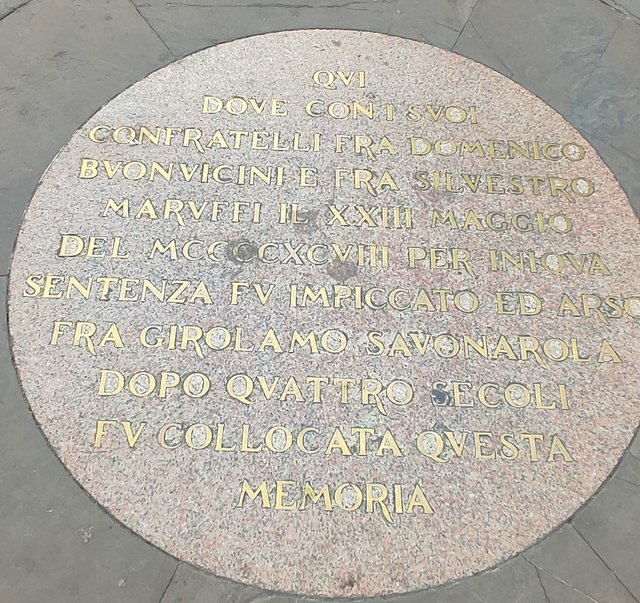 QVI
DOVE CON I SVOI
CONFRATELLI FRA DOMENICO
BVONVICINI E FRA SILVESTRO
MARVFFI IL XXIII MAGGIO
DEL MCCCCXCVIII PER INIQVA
SENTENZA FV IMPICCATO ED ARSO
FRA GIROLAMO SAVONAROLA
DOPO QVATTRO SECOLI
FV COLLOCATA QVESTA
MEMORIA